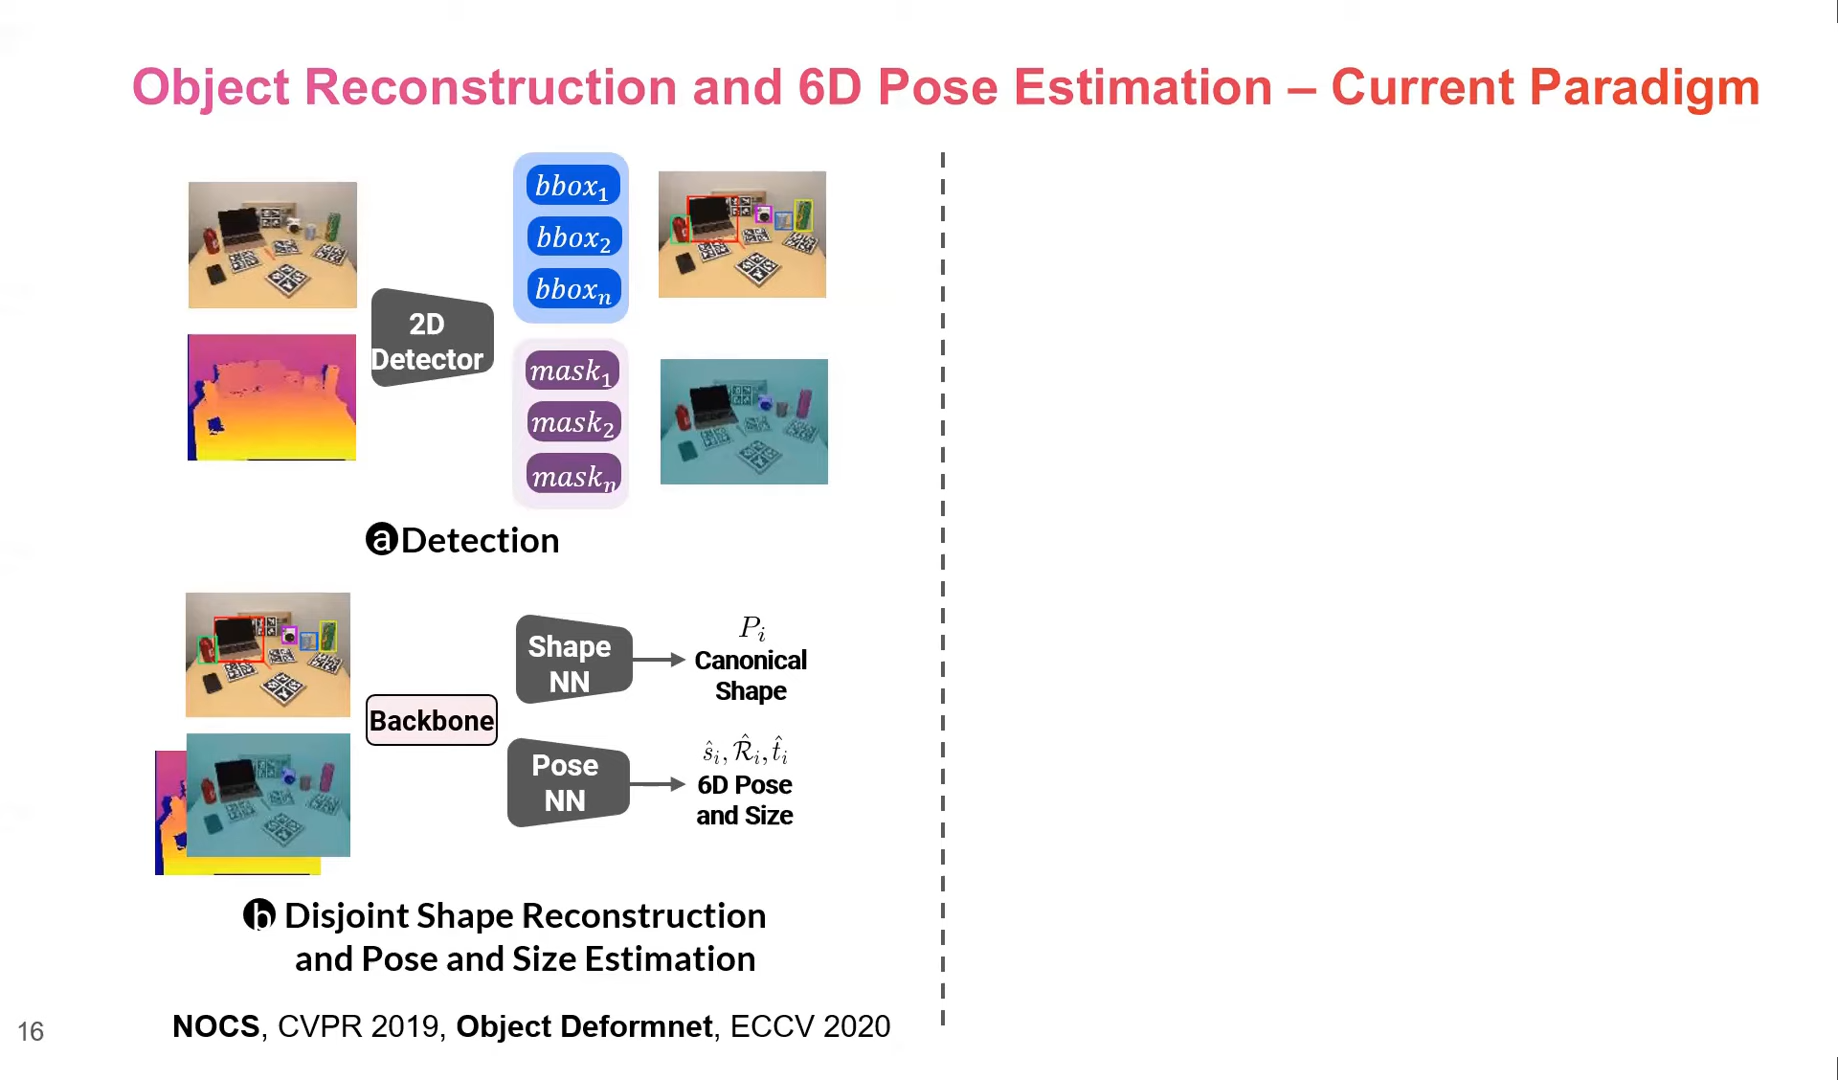 Object Reconstruction and 6D Pose Estimation – Current Paradigm
2D
Detector
bbox₁
bbox₂
bboxₙ
mask₁
mask₂
maskₙ
a Detection
Backbone
Shape
NN
Pᵢ
Canonical
Shape
Pose
NN
ŝᵢ, R̂ᵢ, t̂ᵢ
6D Pose
and Size
b Disjoint Shape Reconstruction
and Pose and Size Estimation
NOCS, CVPR 2019, Object Deformnet, ECCV 2020
16